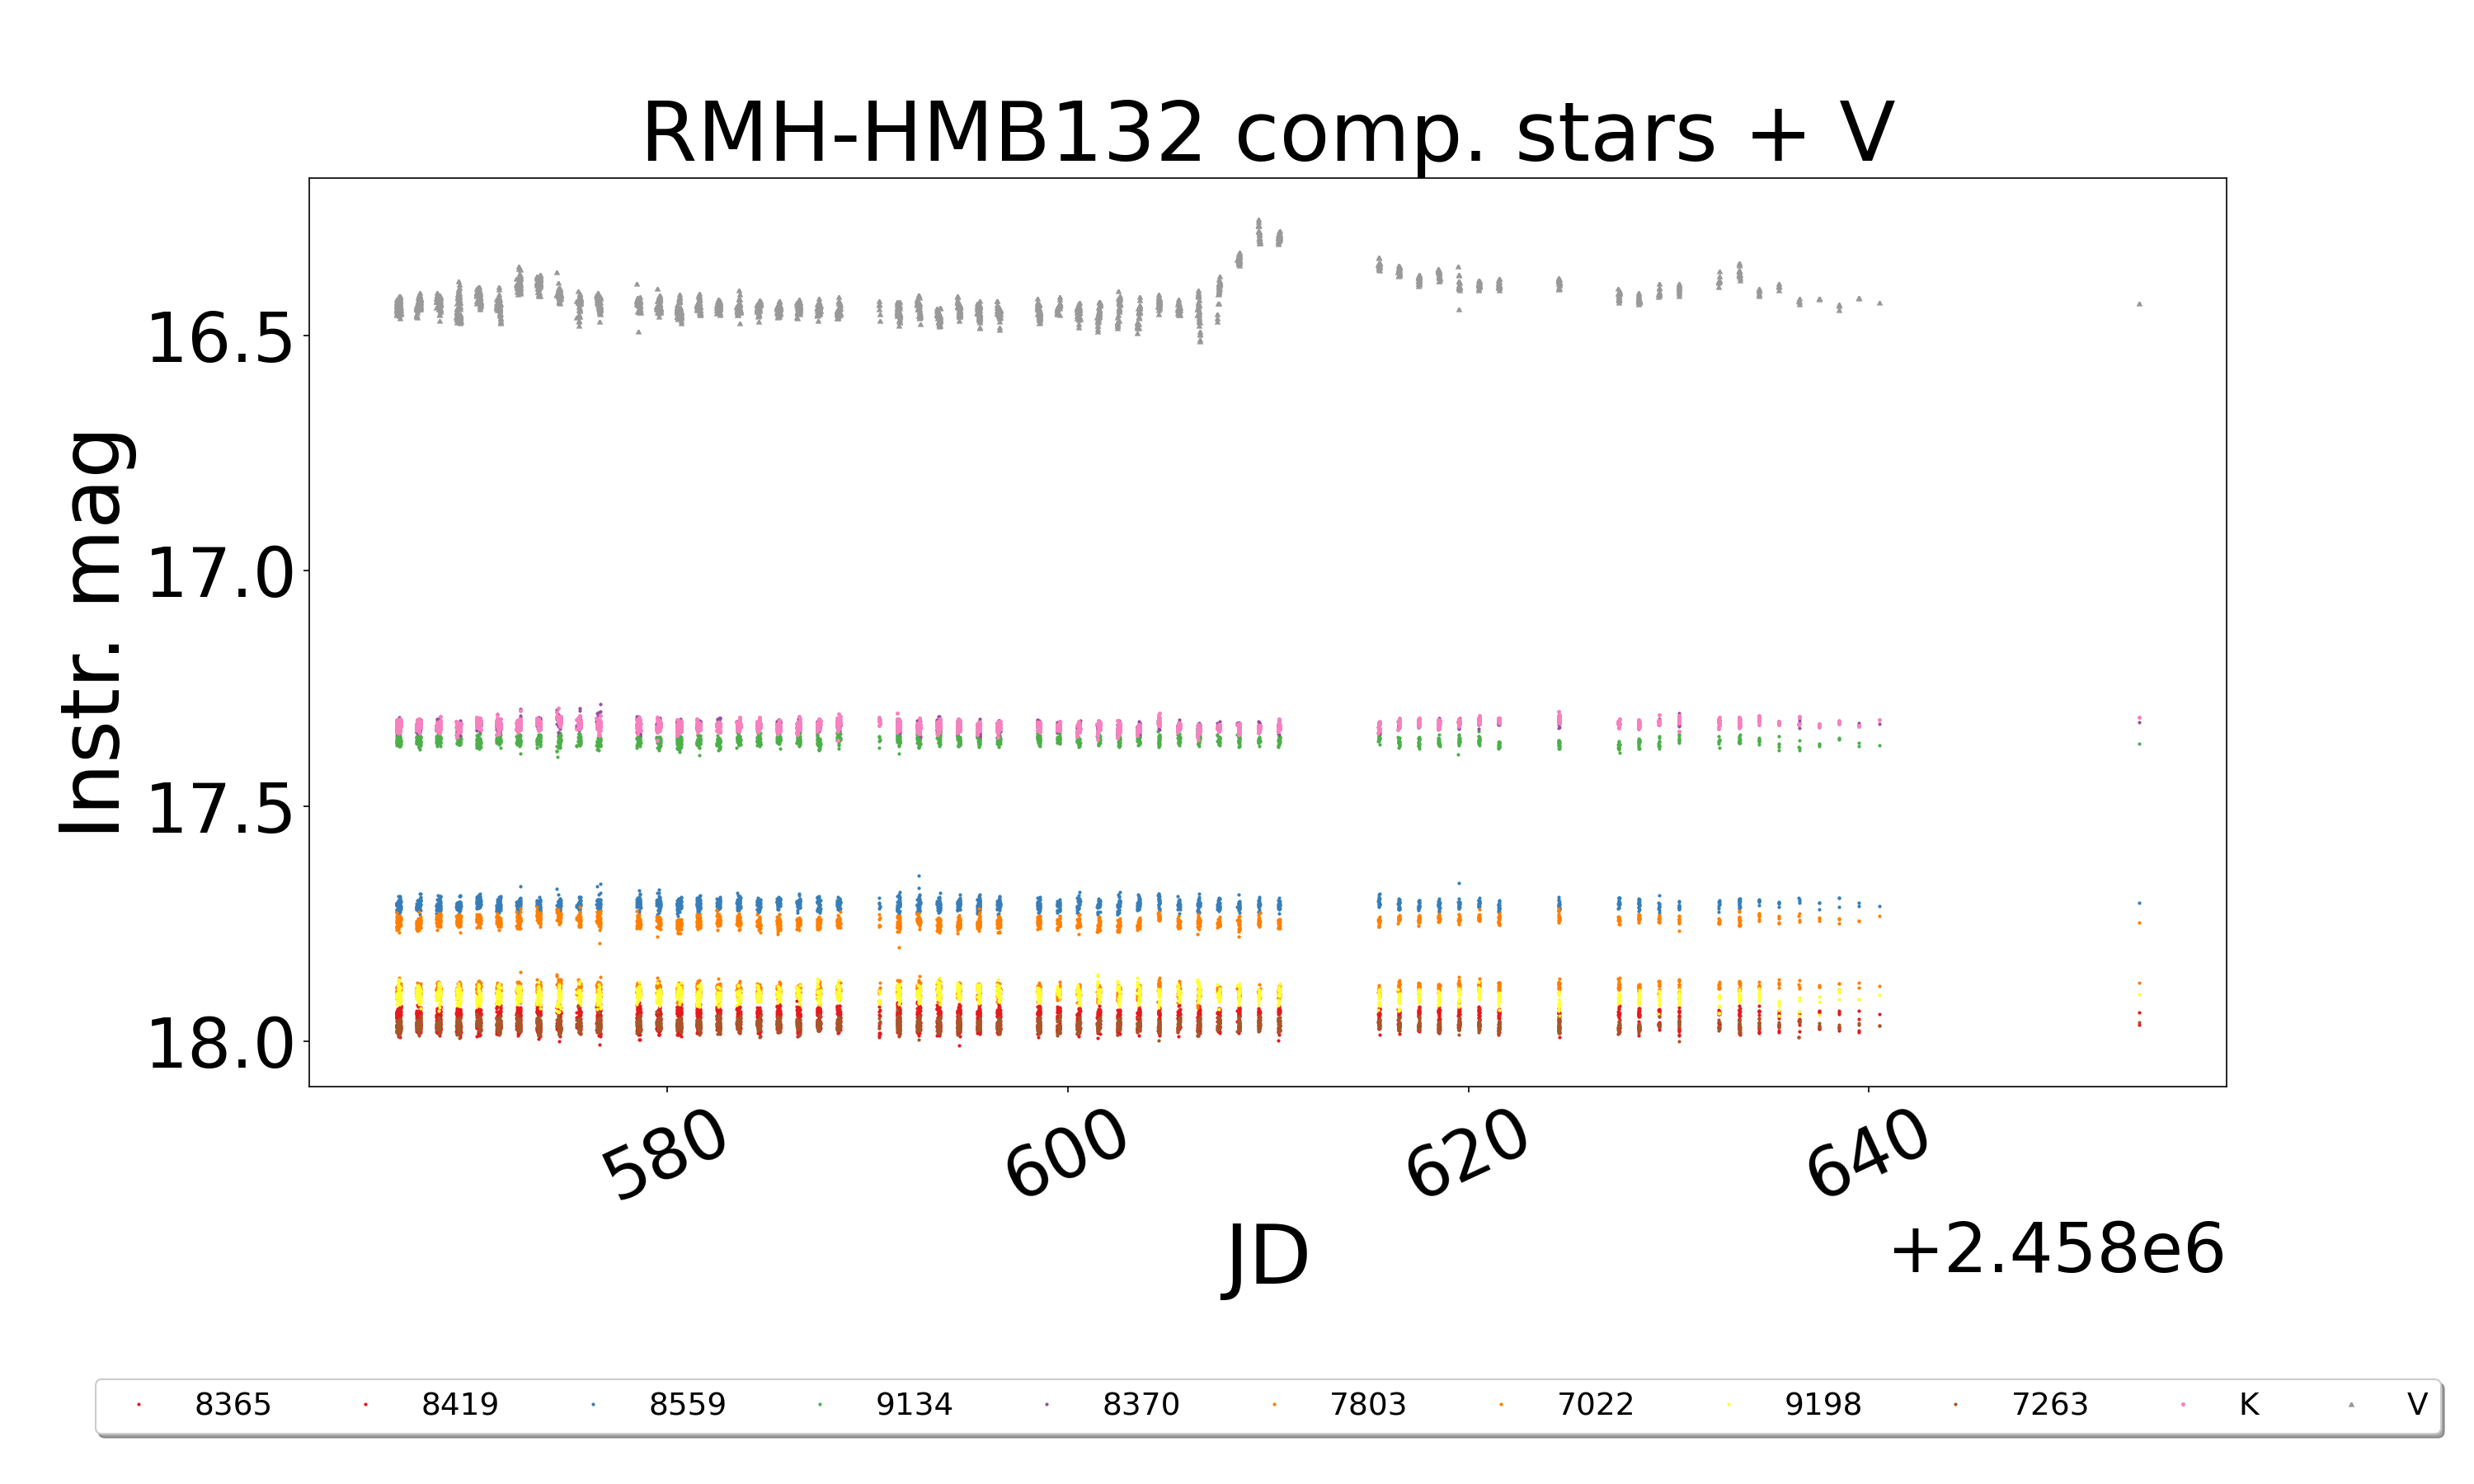 RMH-HMB132 comp. stars + V
Instr. mag
16.5
17.0
17.5
18.0
580
600
620
640
JD
+2.458e6
8365 8419 8559 9134 8370 7803 7022 9198 7263 K V